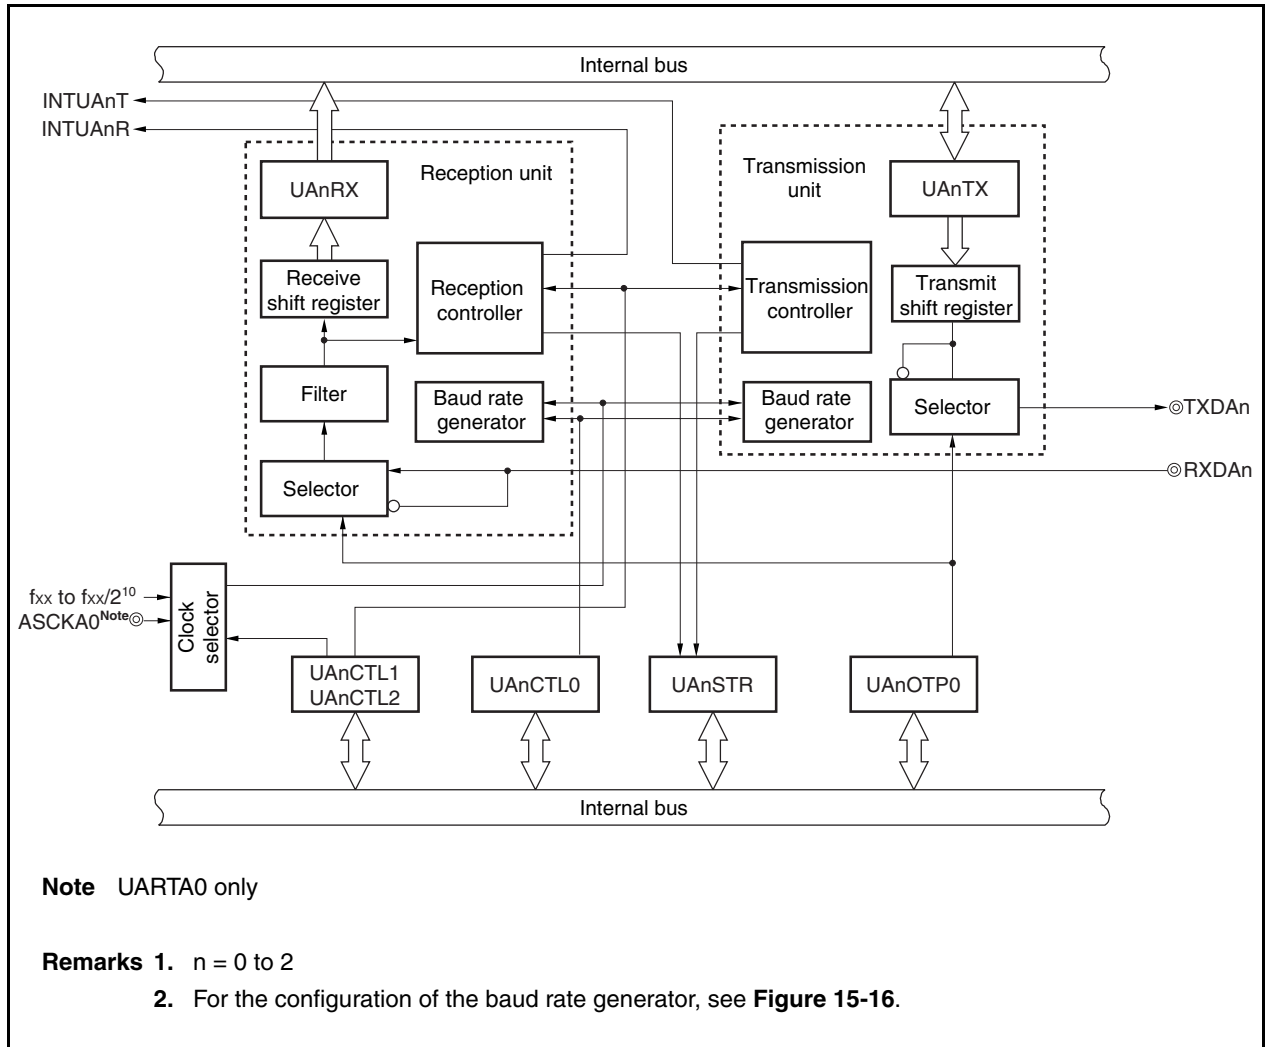 Internal bus
INTUAnT
INTUAnR
Reception unit
UAnRX
Receive
shift register
Reception
controller
Filter
Baud rate
generator
Selector
Transmission
unit
UAnTX
Transmission
controller
Transmit
shift register
Baud rate
generator
Selector
TXDAn
RXDAn
fxx to fxx/2¹⁰
ASCKA0Note
Clock
selector
UAnCTL1
UAnCTL2
UAnCTL0
UAnSTR
UAnOTP0
Internal bus
Note UARTA0 only
Remarks 1. n = 0 to 2
2. For the configuration of the baud rate generator, see Figure 15-16.